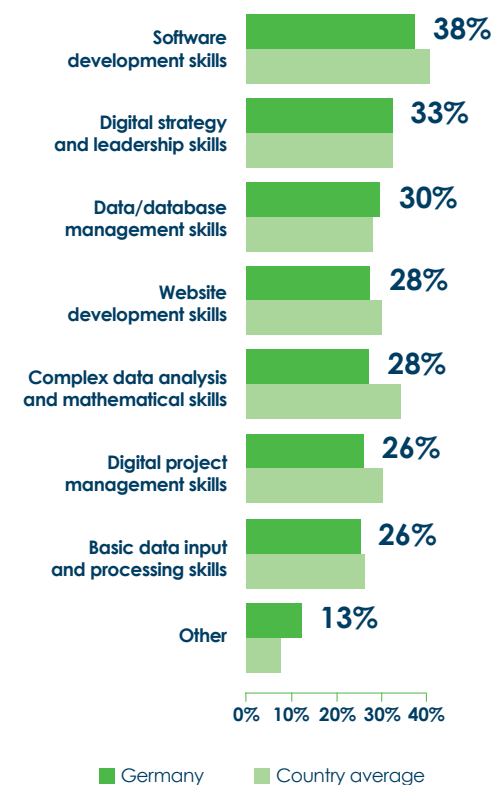 Software
development skills
38%
Digital strategy
and leadership skills
33%
Data/database
management skills
30%
Website
development skills
28%
Complex data analysis
and mathematical skills
28%
Digital project
management skills
26%
Basic data input
and processing skills
26%
Other
13%
0% 10% 20% 30% 40%
Germany Country average